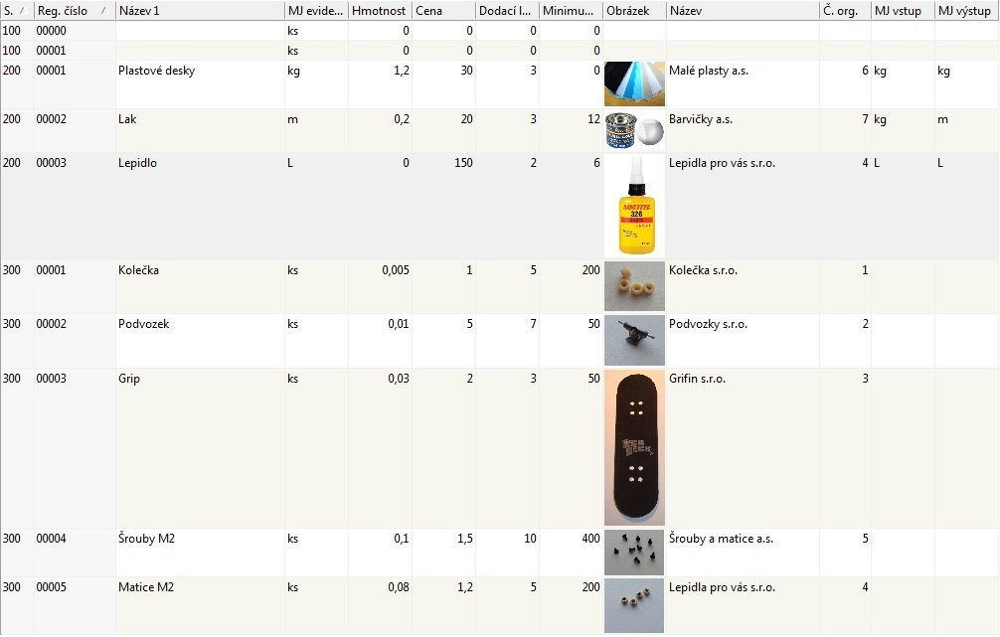 S. Reg. číslo Název 1 MJ evide... Hmotnost Cena Dodací l... Minimu... Obrázek Název Č. org. MJ vstup MJ výstup
100 00000 ks 0 0 0 0
100 00001 ks 0 0 0 0
200 00001 Plastové desky kg 1,2 30 3 0 Malé plasty a.s. 6 kg kg
200 00002 Lak m 0,2 20 3 12 Barvičky a.s. 7 kg m
200 00003 Lepidlo L 0 150 2 6 Lepidla pro vás s.r.o. 4 L L
LOCTITE
326
300 00001 Kolečka ks 0,005 1 5 200 Kolečka s.r.o. 1
300 00002 Podvozek ks 0,01 5 7 50 Podvozky s.r.o. 2
300 00003 Grip ks 0,03 2 3 50 Grifin s.r.o. 3
TECH
DECK
300 00004 Šrouby M2 ks 0,1 1,5 10 400 Šrouby a matice a.s. 5
300 00005 Matice M2 ks 0,08 1,2 5 200 Lepidla pro vás s.r.o. 4